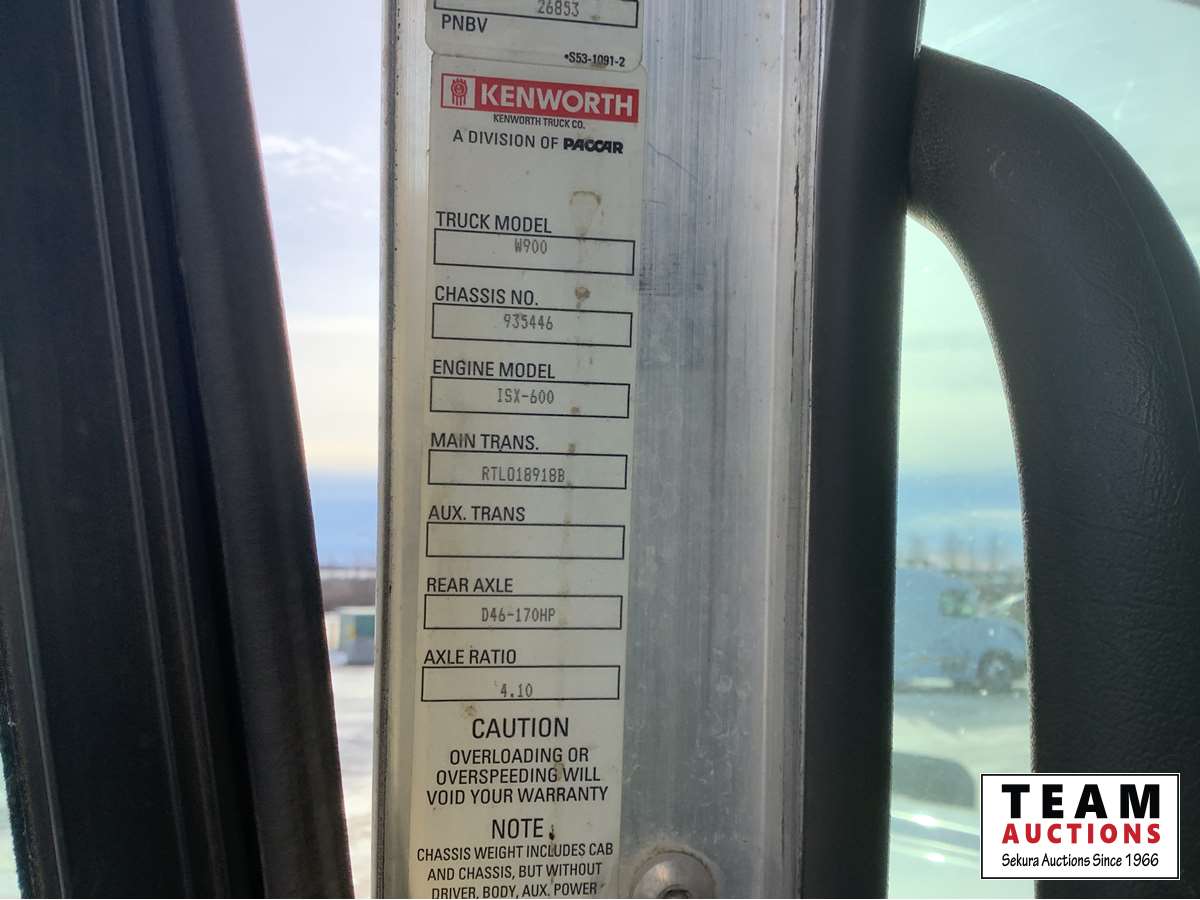 26853
PNBV
•S53-1091-2
KENWORTH
KENWORTH TRUCK CO.
A DIVISION OF PACCAR
TRUCK MODEL
W900
CHASSIS NO.
935446
ENGINE MODEL
ISX-600
MAIN TRANS.
RTLO18918B
AUX. TRANS
REAR AXLE
D46-170HP
AXLE RATIO
4.10
CAUTION
OVERLOADING OR
OVERSPEEDING WILL
VOID YOUR WARRANTY
NOTE
CHASSIS WEIGHT INCLUDES CAB
AND CHASSIS, BUT WITHOUT
DRIVER, BODY, AUX. POWER
TEAM
AUCTIONS
Sekura Auctions Since 1966